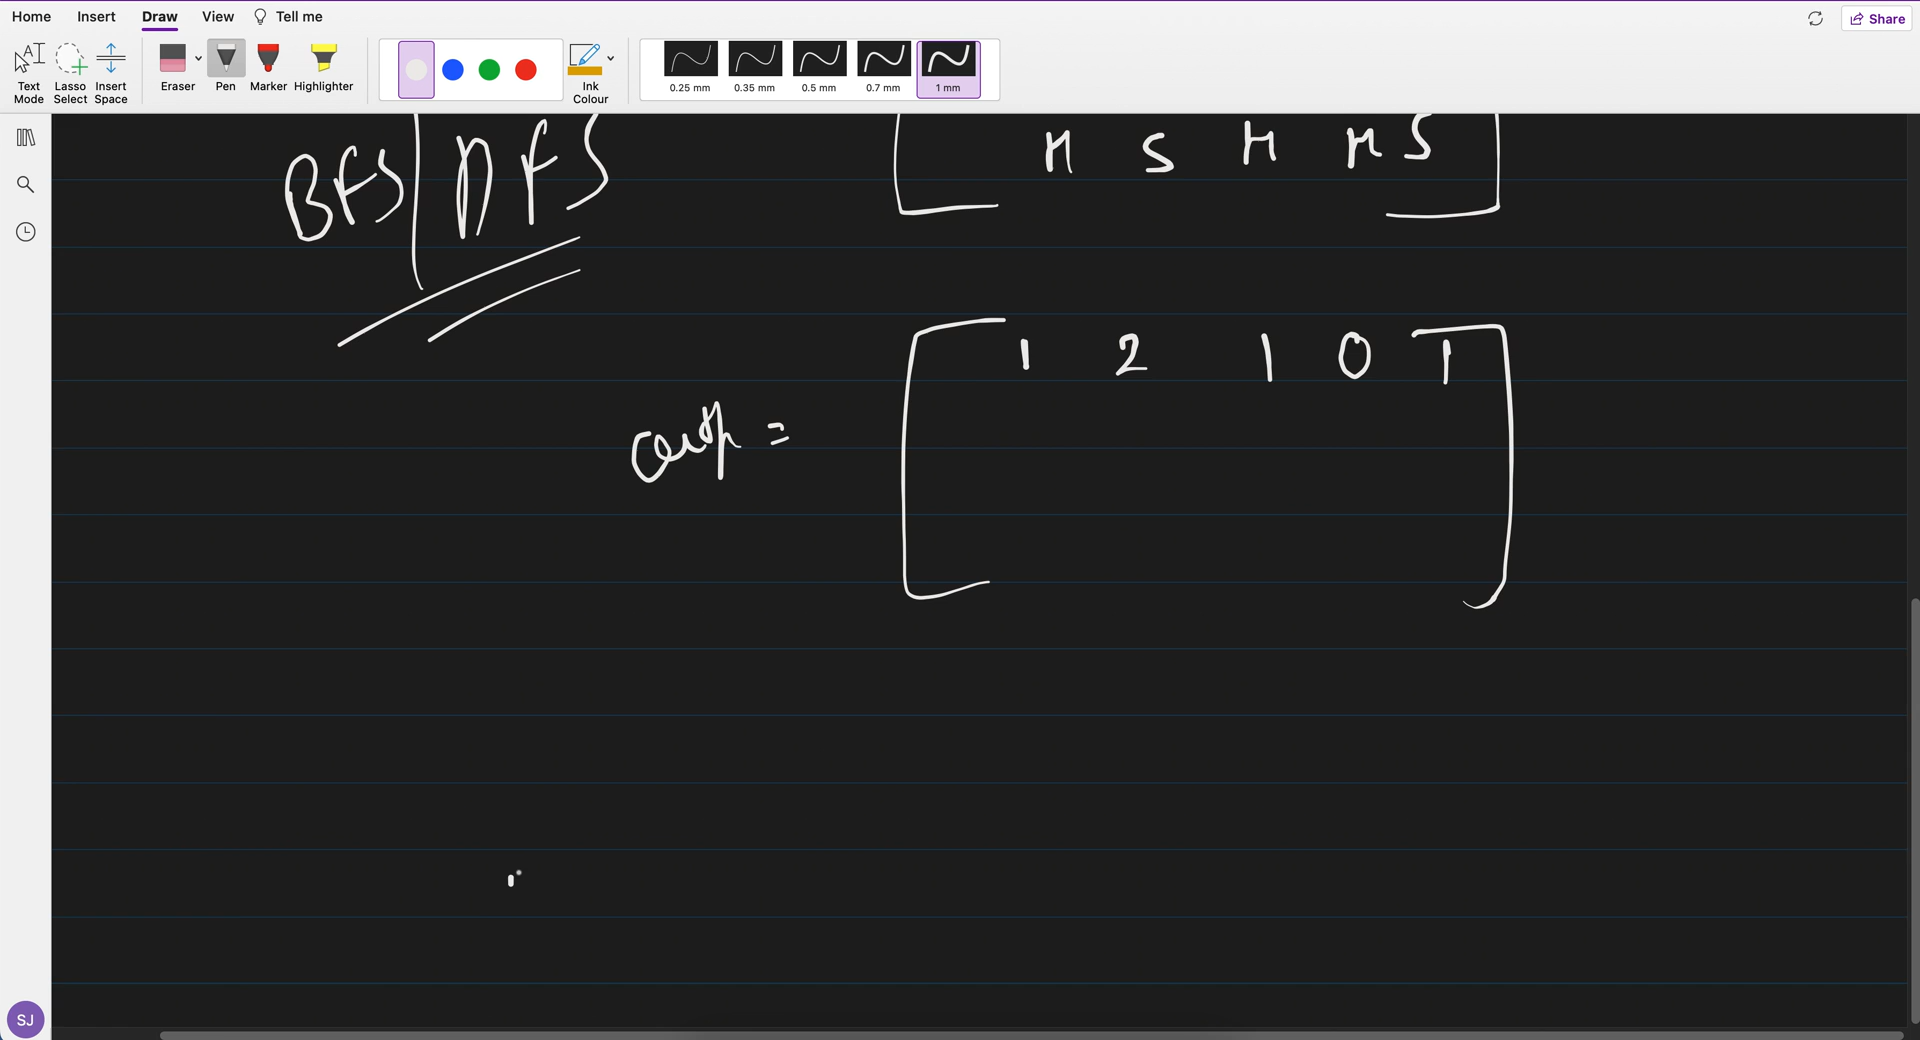 Home Insert Draw View Tell me
Text Mode
Lasso Select
Insert Space
Eraser
Pen
Marker
Highlighter
Ink Colour
0.25 mm
0.35 mm
0.5 mm
0.7 mm
1 mm
Share
BFS DFS
H S H H S
1 2 1 0 1
=
SJ